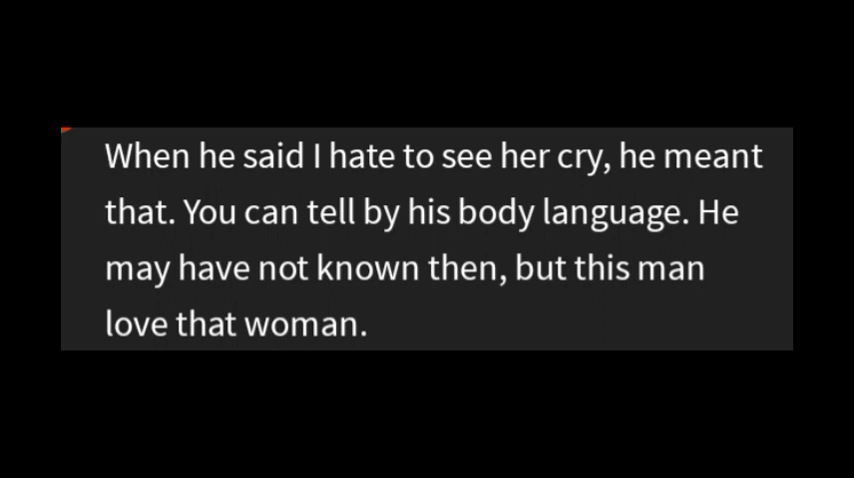 When he said I hate to see her cry, he meant
that. You can tell by his body language. He
may have not known then, but this man
love that woman.